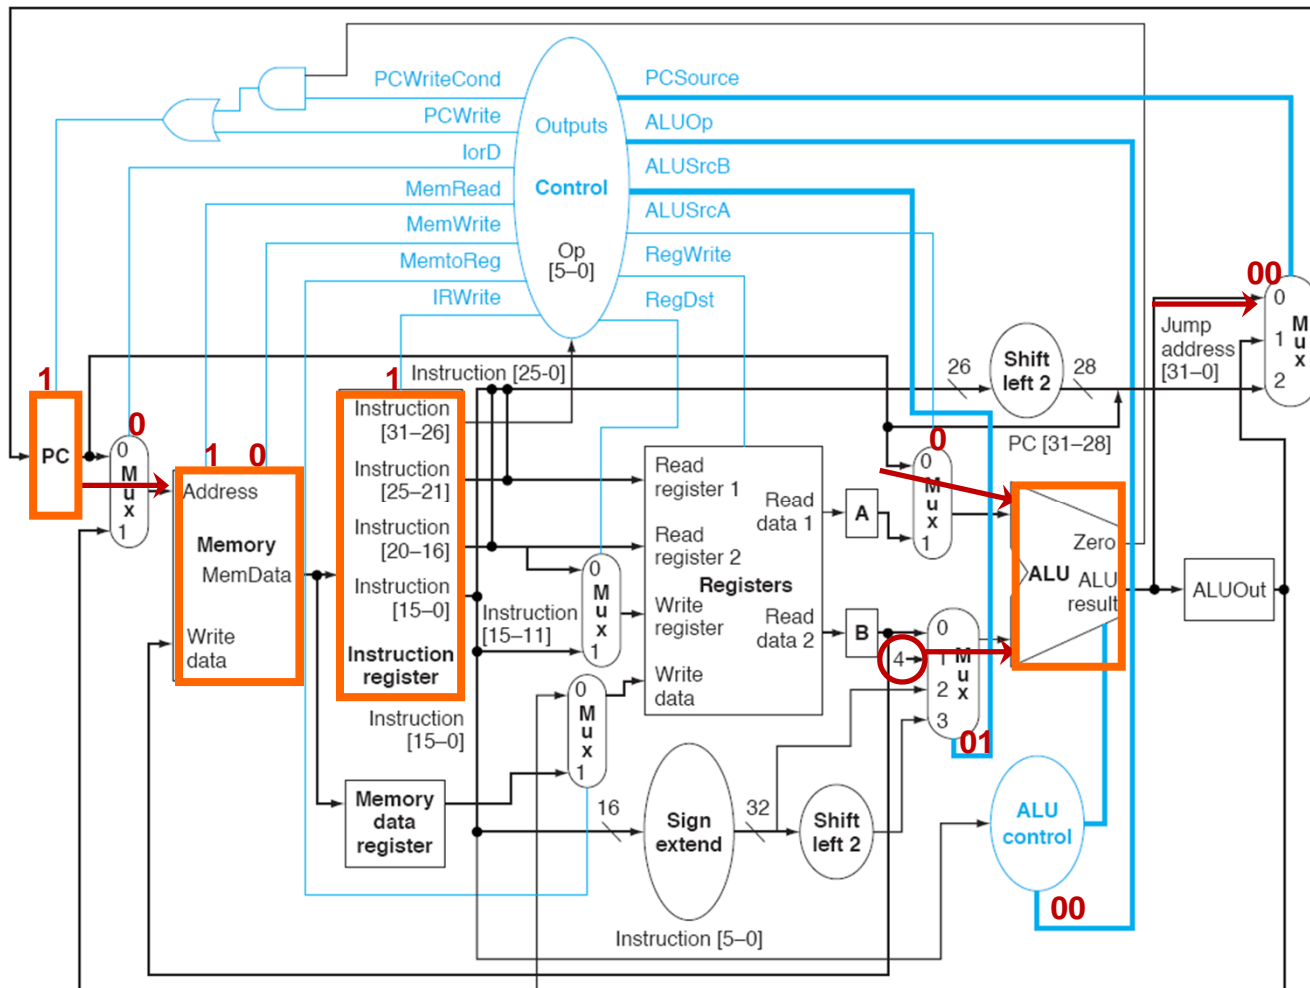 PCWriteCond
PCWrite
IorD
MemRead
MemWrite
MemtoReg
IRWrite
Outputs
Control
Op
[5–0]
PCSource
ALUOp
ALUSrcB
ALUSrcA
RegWrite
RegDst
00
0
1
2
M
u
x
Jump
address
[31–0]
26
Shift
left 2
28
PC [31–28]
Instruction [25-0]
1
PC
0
0
M
u
x
1
1
0
Address
Memory
MemData
Write
data
1
Instruction
[31–26]
Instruction
[25–21]
Instruction
[20–16]
Instruction
[15–0]
Instruction
register
Instruction
[15–11]
Instruction
[15–0]
0
M
u
x
1
0
M
u
x
1
Read
register 1
Read
register 2
Registers
Write
register
Write
data
Read
data 1
Read
data 2
A
B
0
0
M
u
x
1
4
0
1
2
3
M
u
x
01
Zero
ALU
ALU
result
ALUOut
Memory
data
register
16
Sign
extend
32
Shift
left 2
ALU
control
00
Instruction [5–0]